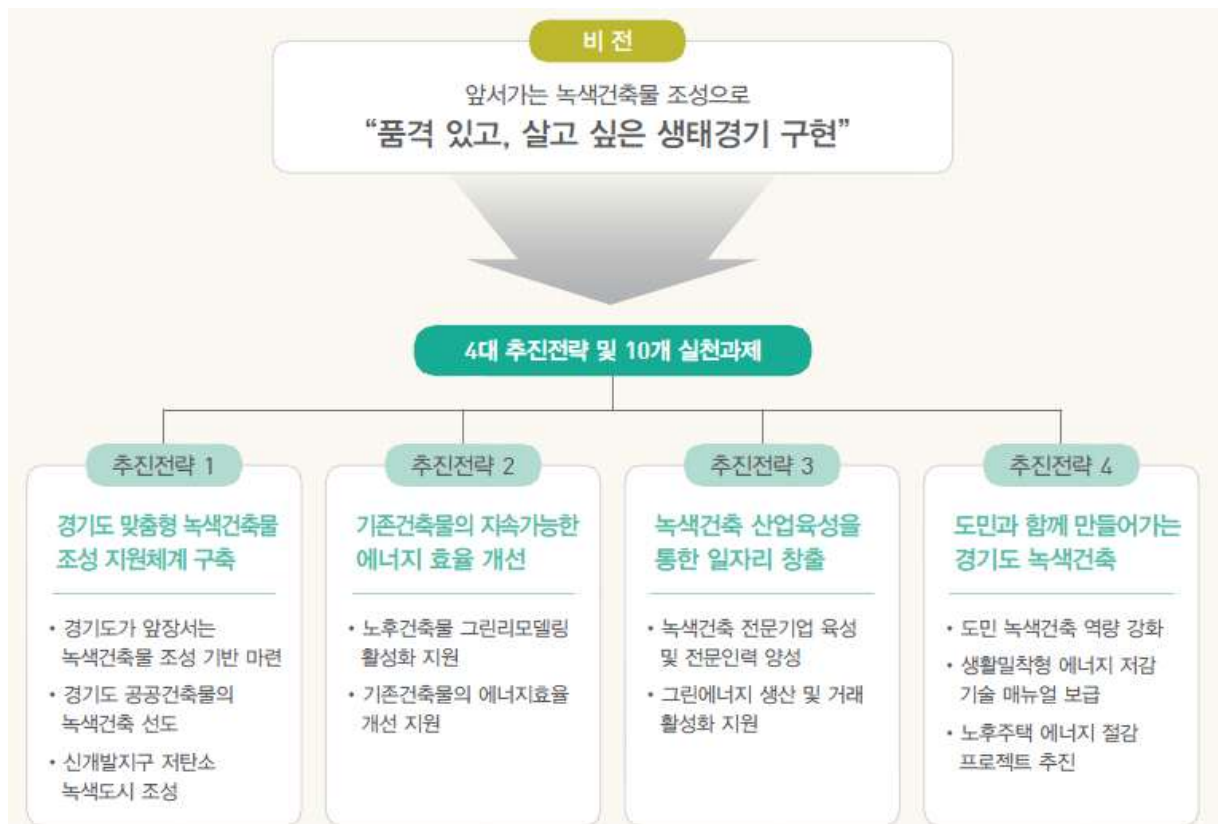 비 전
앞서가는 녹색건축물 조성으로
“품격 있고, 살고 싶은 생태경기 구현”
4대 추진전략 및 10개 실천과제
추진전략 1
경기도 맞춤형 녹색건축물
조성 지원체계 구축
• 경기도가 앞장서는
녹색건축물 조성 기반 마련
• 경기도 공공건축물의
녹색건축 선도
• 신개발지구 저탄소
녹색도시 조성
추진전략 2
기존건축물의 지속가능한
에너지 효율 개선
• 노후건축물 그린리모델링
활성화 지원
• 기존건축물의 에너지효율
개선 지원
추진전략 3
녹색건축 산업육성을
통한 일자리 창출
• 녹색건축 전문기업 육성
및 전문인력 양성
• 그린에너지 생산 및 거래
활성화 지원
추진전략 4
도민과 함께 만들어가는
경기도 녹색건축
• 도민 녹색건축 역량 강화
• 생활밀착형 에너지 저감
기술 매뉴얼 보급
• 노후주택 에너지 절감
프로젝트 추진